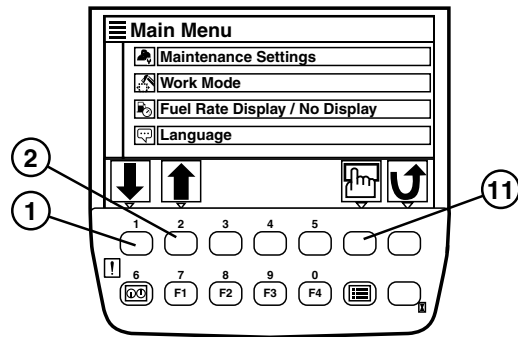 Main Menu
Maintenance Settings
Work Mode
Fuel Rate Display / No Display
Language
2
1
11
1 2 3 4 5
!
6 7 8 9 0
F1 F2 F3 F4